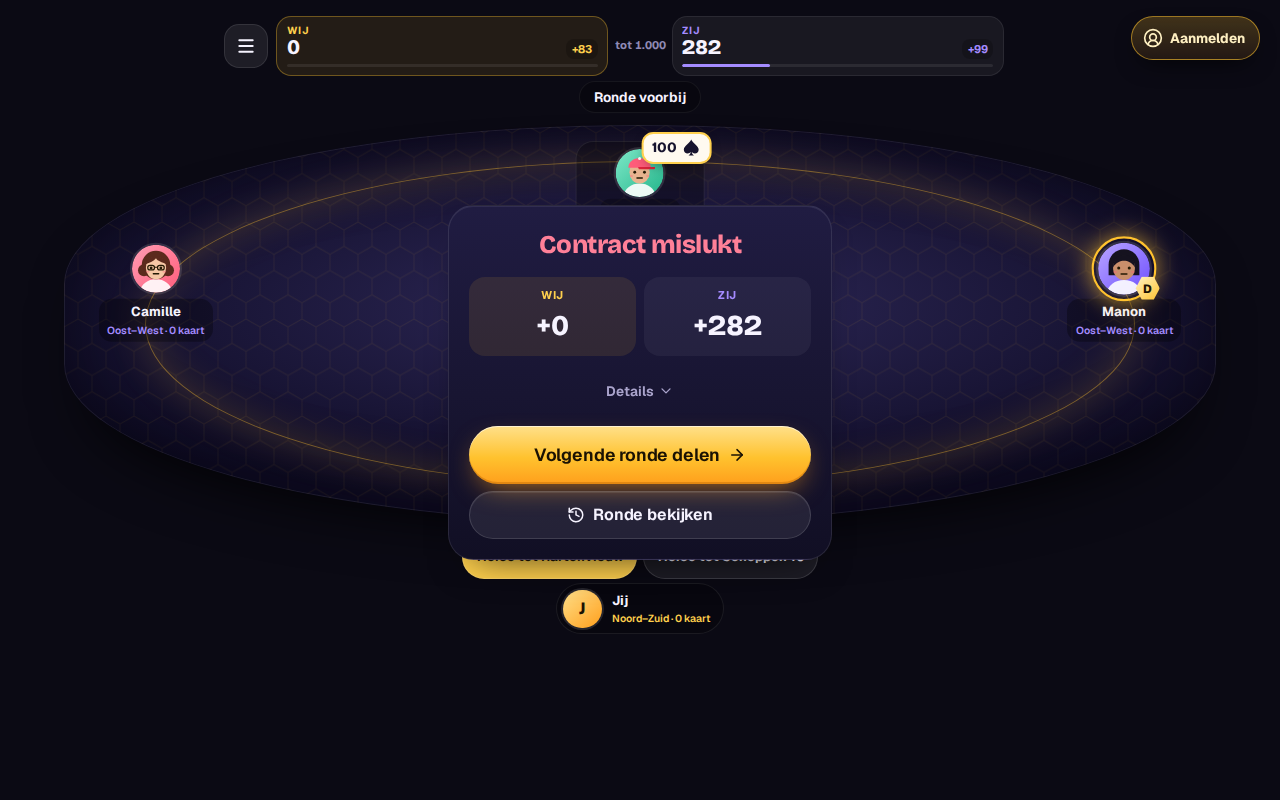 WIJ
0
+83
tot 1.000
ZIJ
282
+99
Aanmelden
Ronde voorbij
100
Camille
Oost–West · 0 kaart
D
Manon
Oost–West · 0 kaart
Contract mislukt
WIJ
+0
ZIJ
+282
Details
Volgende ronde delen
Ronde bekijken
J
Jij
Noord–Zuid · 0 kaart